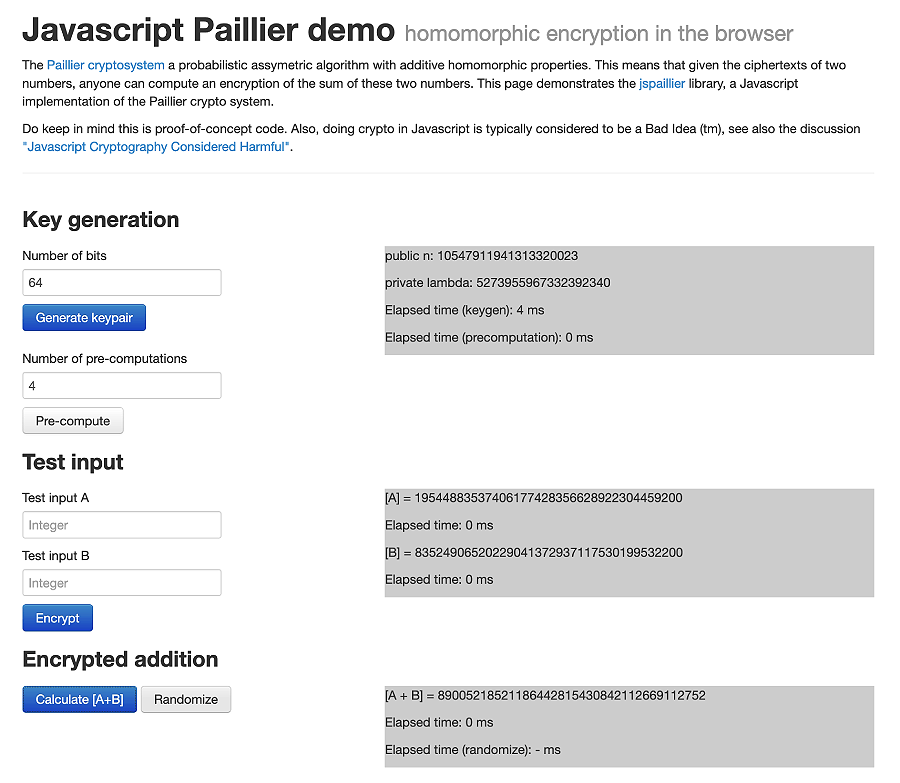 Javascript Paillier demo homomorphic encryption in the browser
The Paillier cryptosystem a probabilistic assymetric algorithm with additive homomorphic properties. This means that given the ciphertexts of two
numbers, anyone can compute an encryption of the sum of these two numbers. This page demonstrates the jspaillier library, a Javascript
implementation of the Paillier crypto system.
Do keep in mind this is proof-of-concept code. Also, doing crypto in Javascript is typically considered to be a Bad Idea (tm), see also the discussion
"Javascript Cryptography Considered Harmful".
Key generation
Number of bits
64
Generate keypair
public n: 10547911941313320023
private lambda: 5273955967332392340
Elapsed time (keygen): 4 ms
Elapsed time (precomputation): 0 ms
Number of pre-computations
4
Pre-compute
Test input
Test input A
Integer
Test input B
Integer
Encrypt
[A] = 19544883537406177428356628922304459200
Elapsed time: 0 ms
[B] = 83524906520229041372937117530199532200
Elapsed time: 0 ms
Encrypted addition
Calculate [A+B]
Randomize
[A + B] = 89005218521186442815430842112669112752
Elapsed time: 0 ms
Elapsed time (randomize): - ms